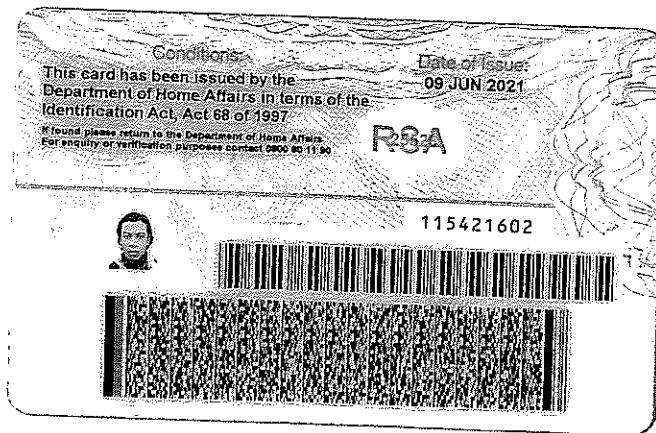 Conditions:
This card has been issued by the
Department of Home Affairs in terms of the
Identification Act, Act 68 of 1997
If found please return to the Department of Home Affairs
For enquiry or verification purposes contact 0800 60 11 90
Date of Issue:
09 JUN 2021
RSA
115421602